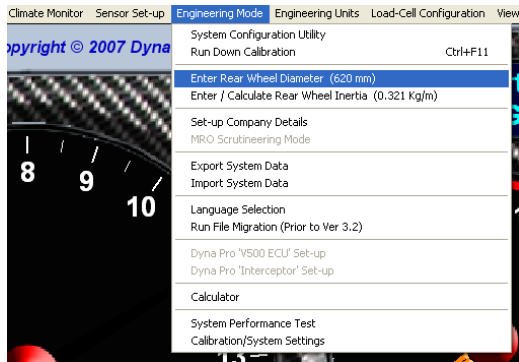 Climate Monitor Sensor Set-up Engineering Mode Engineering Units Load-Cell Configuration View
opyright © 2007 Dyna
System Configuration Utility
Run Down Calibration Ctrl+F11
Enter Rear Wheel Diameter (620 mm)
Enter / Calculate Rear Wheel Inertia (0.321 Kg/m)
Set-up Company Details
MRO Scrutineering Mode
Export System Data
Import System Data
Language Selection
Run File Migration (Prior to Ver 3.2)
Dyna Pro 'V500 ECU' Set-up
Dyna Pro 'Interceptor' Set-up
Calculator
System Performance Test
Calibration/System Settings
8
9
10
13